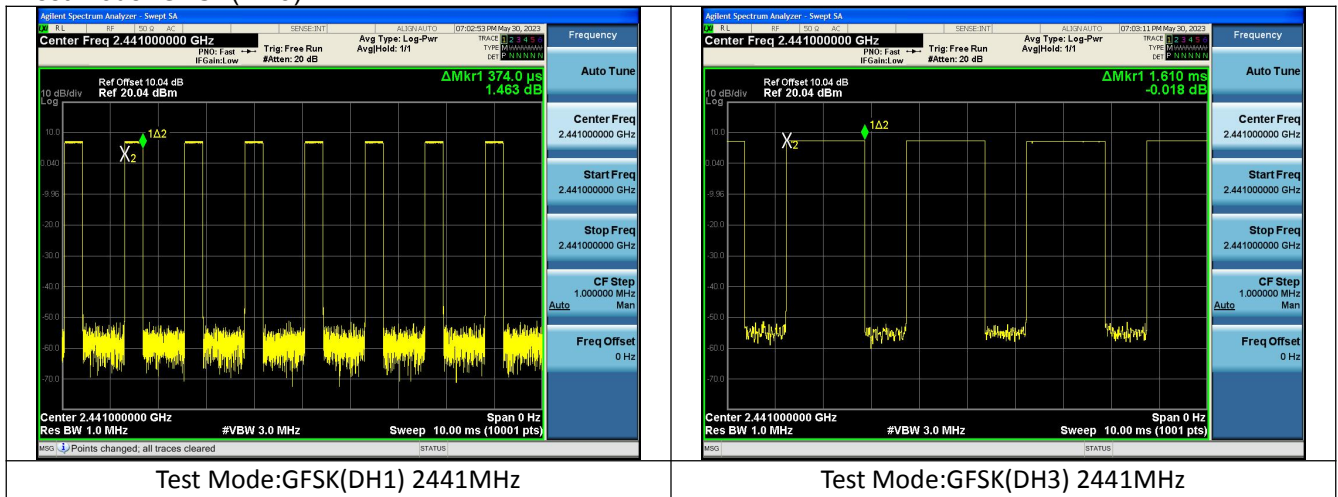 Agilent Spectrum Analyzer - Swept SA
RL RF 50 Ω AC SENSE:INT ALIGNAUTO 07:02:53 PM May 30, 2023
Center Freq 2.441000000 GHz
PNO: Fast
IFGain:Low
Trig: Free Run
#Atten: 20 dB
Avg Type: Log-Pwr
Avg|Hold: 1/1
TRACE 1 2 3 4 5 6
TYPE M
DET P N N N N N
Ref Offset 10.04 dB
10 dB/div Ref 20.04 dBm
Log
ΔMkr1 374.0 μs
1.463 dB
1Δ2
X2
10.0
0.040
-9.96
-20.0
-30.0
-40.0
-50.0
-60.0
-70.0
Center 2.441000000 GHz Span 0 Hz
Res BW 1.0 MHz #VBW 3.0 MHz Sweep 10.00 ms (10001 pts)
MSG Points changed; all traces cleared STATUS
Frequency
Auto Tune
Center Freq
2.441000000 GHz
Start Freq
2.441000000 GHz
Stop Freq
2.441000000 GHz
CF Step
1.000000 MHz
Auto Man
Freq Offset
0 Hz
Agilent Spectrum Analyzer - Swept SA
RL RF 50 Ω AC SENSE:INT ALIGNAUTO 07:03:11 PM May 30, 2023
Center Freq 2.441000000 GHz
PNO: Fast
IFGain:Low
Trig: Free Run
#Atten: 20 dB
Avg Type: Log-Pwr
Avg|Hold: 1/1
TRACE 1 2 3 4 5 6
TYPE M
DET P N N N N N
Ref Offset 10.04 dB
10 dB/div Ref 20.04 dBm
Log
ΔMkr1 1.610 ms
-0.018 dB
1Δ2
X2
10.0
0.040
-9.96
-20.0
-30.0
-40.0
-50.0
-60.0
-70.0
Center 2.441000000 GHz Span 0 Hz
Res BW 1.0 MHz #VBW 3.0 MHz Sweep 10.00 ms (1001 pts)
MSG STATUS
Frequency
Auto Tune
Center Freq
2.441000000 GHz
Start Freq
2.441000000 GHz
Stop Freq
2.441000000 GHz
CF Step
1.000000 MHz
Auto Man
Freq Offset
0 Hz
Test Mode:GFSK(DH1) 2441MHz
Test Mode:GFSK(DH3) 2441MHz